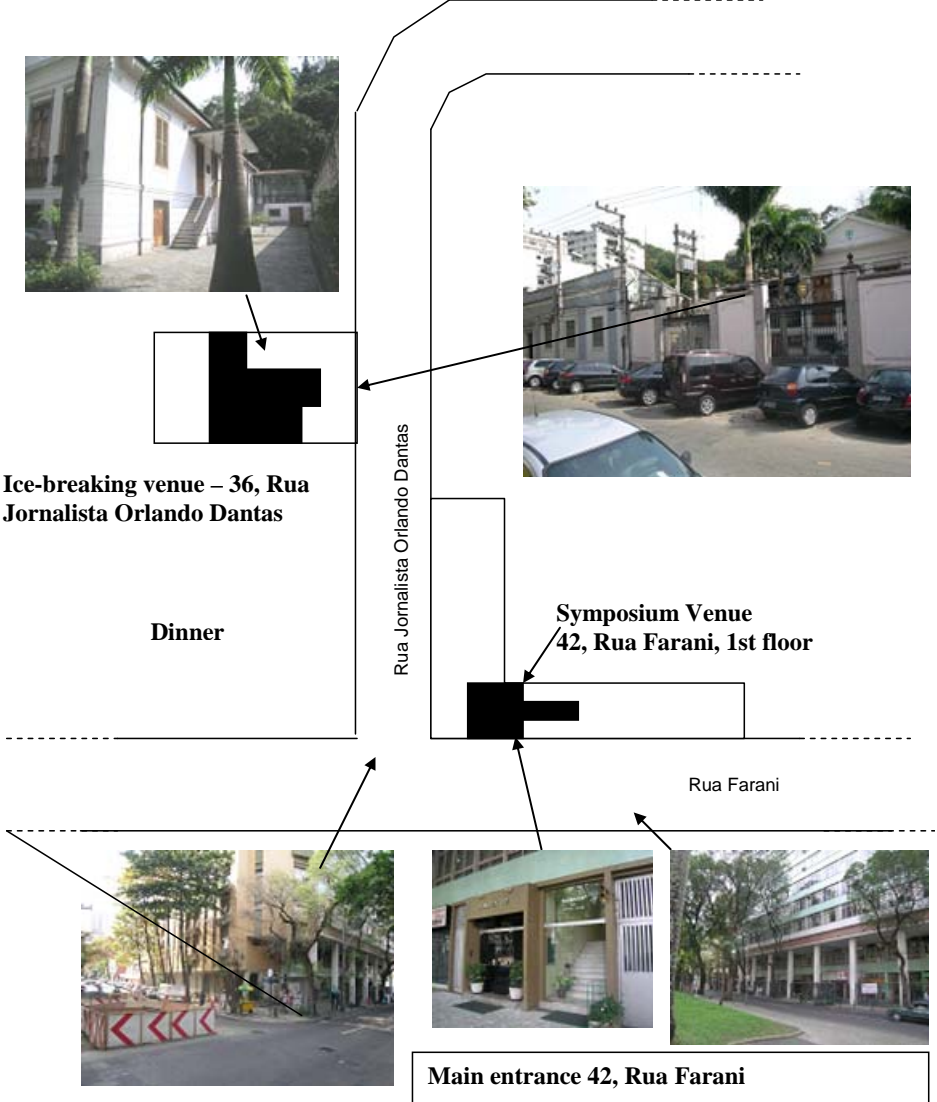 Ice-breaking venue – 36, Rua
Jornalista Orlando Dantas
Rua Jornalista Orlando Dantas
Dinner
Symposium Venue
42, Rua Farani, 1st floor
Rua Farani
Main entrance 42, Rua Farani